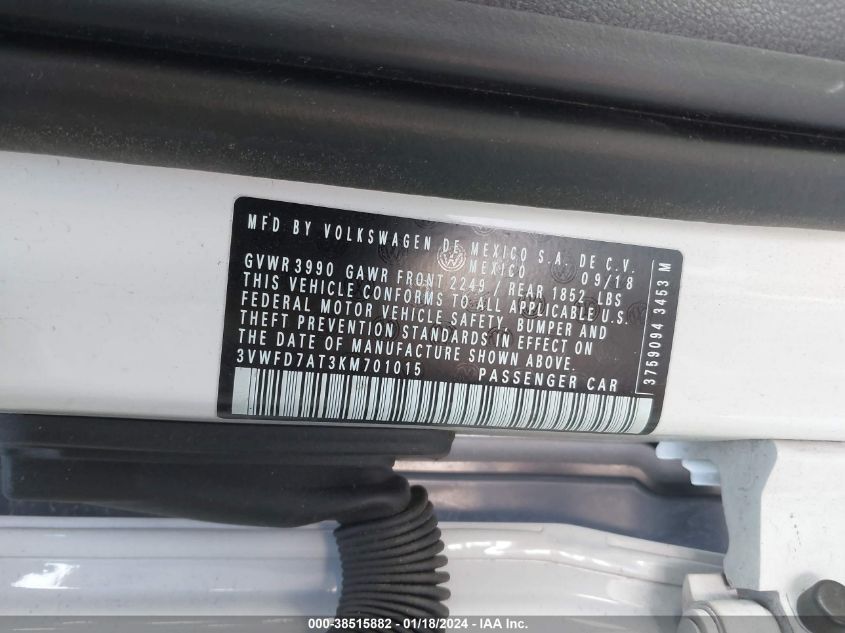 MFD BY VOLKSWAGEN DE MEXICO S.A. DE C.V.
MEXICO 09/18
GVWR 3990 GAWR FRONT 2249 / REAR 1852 LBS
THIS VEHICLE CONFORMS TO ALL APPLICABLE U.S.
FEDERAL MOTOR VEHICLE SAFETY, BUMPER AND
THEFT PREVENTION STANDARDS IN EFFECT ON
THE DATE OF MANUFACTURE SHOWN ABOVE.
3VWFD7AT3KM701015 PASSENGER CAR
3759094 3453 M
000-38515882 - 01/18/2024 - IAA Inc.